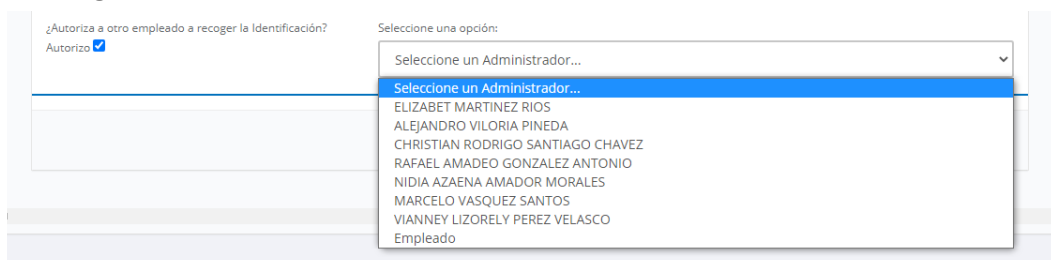 ¿Autoriza a otro empleado a recoger la Identificación?
Autorizo
Seleccione una opción:
Seleccione un Administrador...
Seleccione un Administrador...
ELIZABET MARTINEZ RIOS
ALEJANDRO VILORIA PINEDA
CHRISTIAN RODRIGO SANTIAGO CHAVEZ
RAFAEL AMADEO GONZALEZ ANTONIO
NIDIA AZAENA AMADOR MORALES
MARCELO VASQUEZ SANTOS
VIANNEY LIZORELY PEREZ VELASCO
Empleado